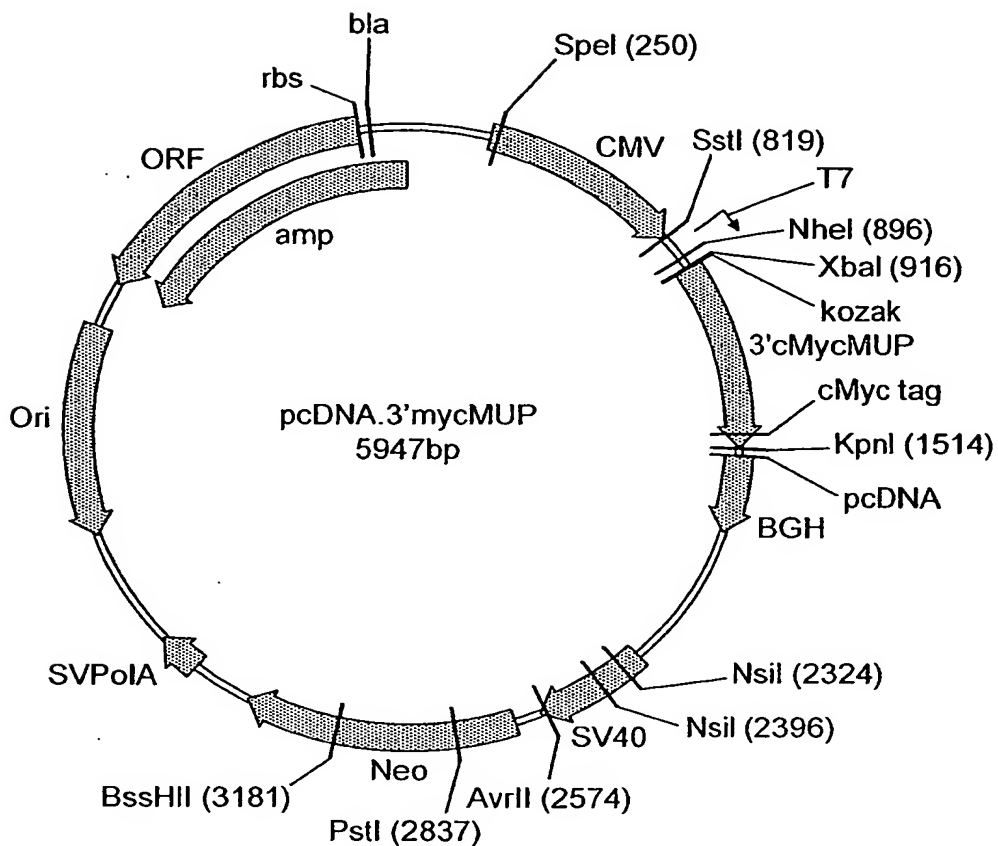 bla
SpeI (250)
rbs
ORF
CMV
SstI (819)
T7
amp
NheI (896)
XbaI (916)
kozak
3'cMycMUP
Ori
pcDNA.3'mycMUP
5947bp
cMyc tag
KpnI (1514)
pcDNA
BGH
SVPolA
NsiI (2324)
NsiI (2396)
SV40
Neo
AvrII (2574)
BssHII (3181)
PstI (2837)